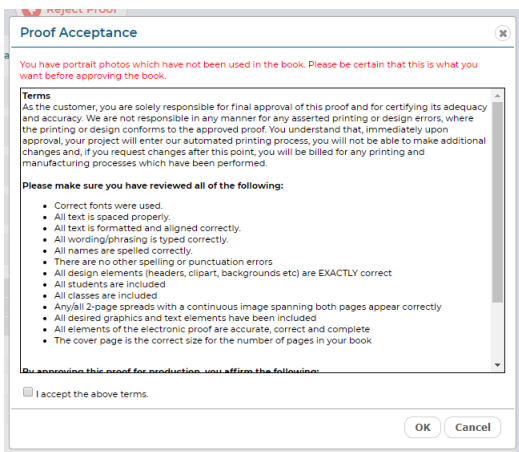 Reject Proof
Proof Acceptance
You have portrait photos which have not been used in the book. Please be certain that this is what you
want before approving the book.
Terms
As the customer, you are solely responsible for final approval of this proof and for certifying its adequacy
and accuracy. We are not responsible in any manner for any asserted printing or design errors, where
the printing or design conforms to the approved proof. You understand that, immediately upon
approval, your project will enter our automated printing process, you will not be able to make additional
changes and, if you request changes after this point, you will be billed for any printing and
manufacturing processes which have been performed.
Please make sure you have reviewed all of the following:
• Correct fonts were used.
• All text is spaced properly.
• All text is formatted and aligned correctly.
• All wording/phrasing is typed correctly.
• All names are spelled correctly.
• There are no other spelling or punctuation errors
• All design elements (headers, clipart, backgrounds etc) are EXACTLY correct
• All students are included
• All classes are included
• Any/all 2-page spreads with a continuous image spanning both pages appear correctly
• All desired graphics and text elements have been included
• All elements of the electronic proof are accurate, correct and complete
• The cover page is the correct size for the number of pages in your book
By approving this proof for production, you affirm the following:
I accept the above terms.
OK Cancel